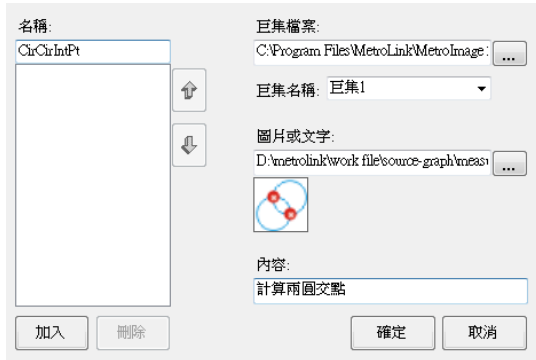 名稱:
CirCirIntPt
加入
刪除
巨集檔案:
C:\Program Files\MetroLink\MetroImage
...
巨集名稱: 巨集1
圖片或文字:
D:\metrolink\work file\source-graph\meas
...
內容:
計算兩圓交點
確定
取消